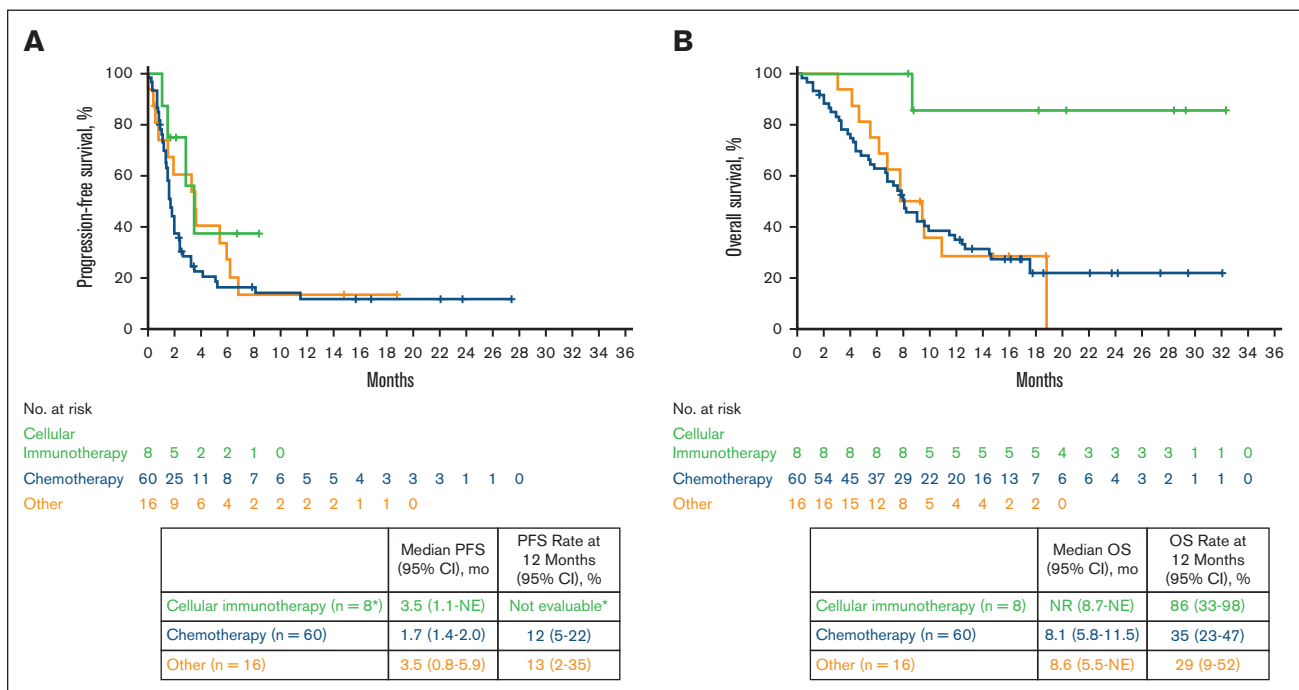 A
Progression-free survival, %
100
80
60
40
20
0
0 2 4 6 8 10 12 14 16 18 20 22 24 26 28 30 32 34 36
Months
No. at risk
Cellular
Immunotherapy 8 5 2 2 1 0
Chemotherapy 60 25 11 8 7 6 5 5 4 3 3 3 1 1 0
Other 16 9 6 4 2 2 2 2 1 1 0
Median PFS (95% CI), mo
PFS Rate at 12 Months (95% CI), %
Cellular immunotherapy (n = 8*) 3.5 (1.1-NE) Not evaluable*
Chemotherapy (n = 60) 1.7 (1.4-2.0) 12 (5-22)
Other (n = 16) 3.5 (0.8-5.9) 13 (2-35)
B
Overall survival, %
100
80
60
40
20
0
0 2 4 6 8 10 12 14 16 18 20 22 24 26 28 30 32 34 36
Months
No. at risk
Cellular
Immunotherapy 8 8 8 8 8 5 5 5 5 5 4 3 3 3 3 1 1 0
Chemotherapy 60 54 45 37 29 22 20 16 13 7 6 6 4 3 2 1 1 0
Other 16 16 15 12 8 5 4 4 2 2 0
Median OS (95% CI), mo
OS Rate at 12 Months (95% CI), %
Cellular immunotherapy (n = 8) NR (8.7-NE) 86 (33-98)
Chemotherapy (n = 60) 8.1 (5.8-11.5) 35 (23-47)
Other (n = 16) 8.6 (5.5-NE) 29 (9-52)